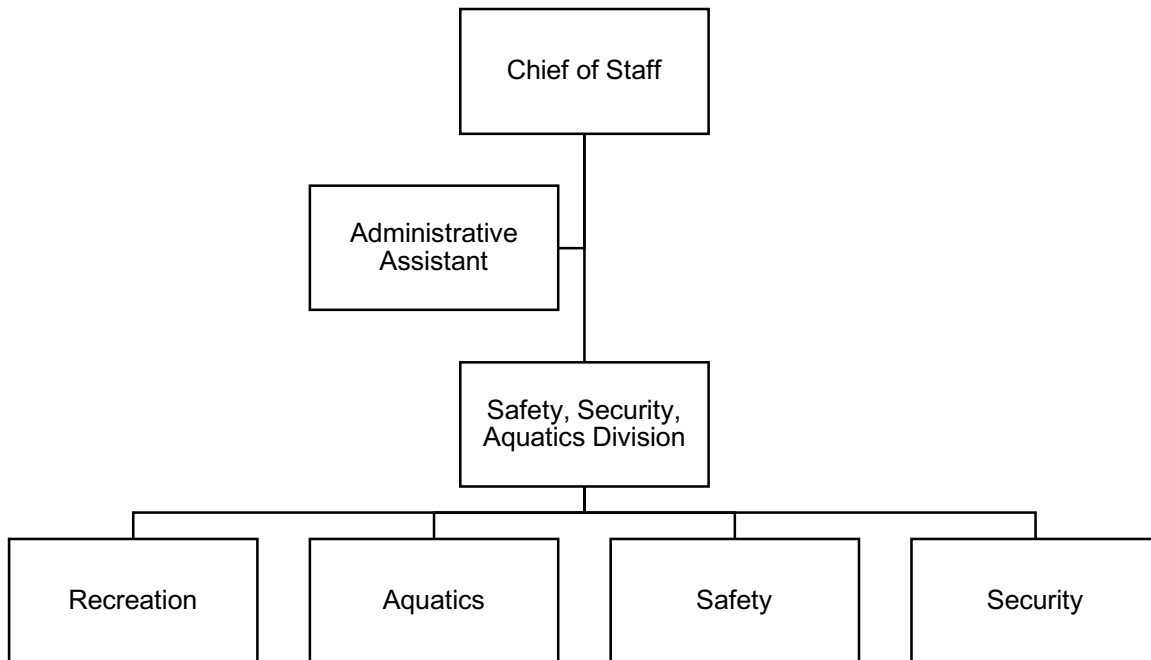 Chief of Staff
Administrative
Assistant
Safety, Security,
Aquatics Division
Recreation
Aquatics
Safety
Security